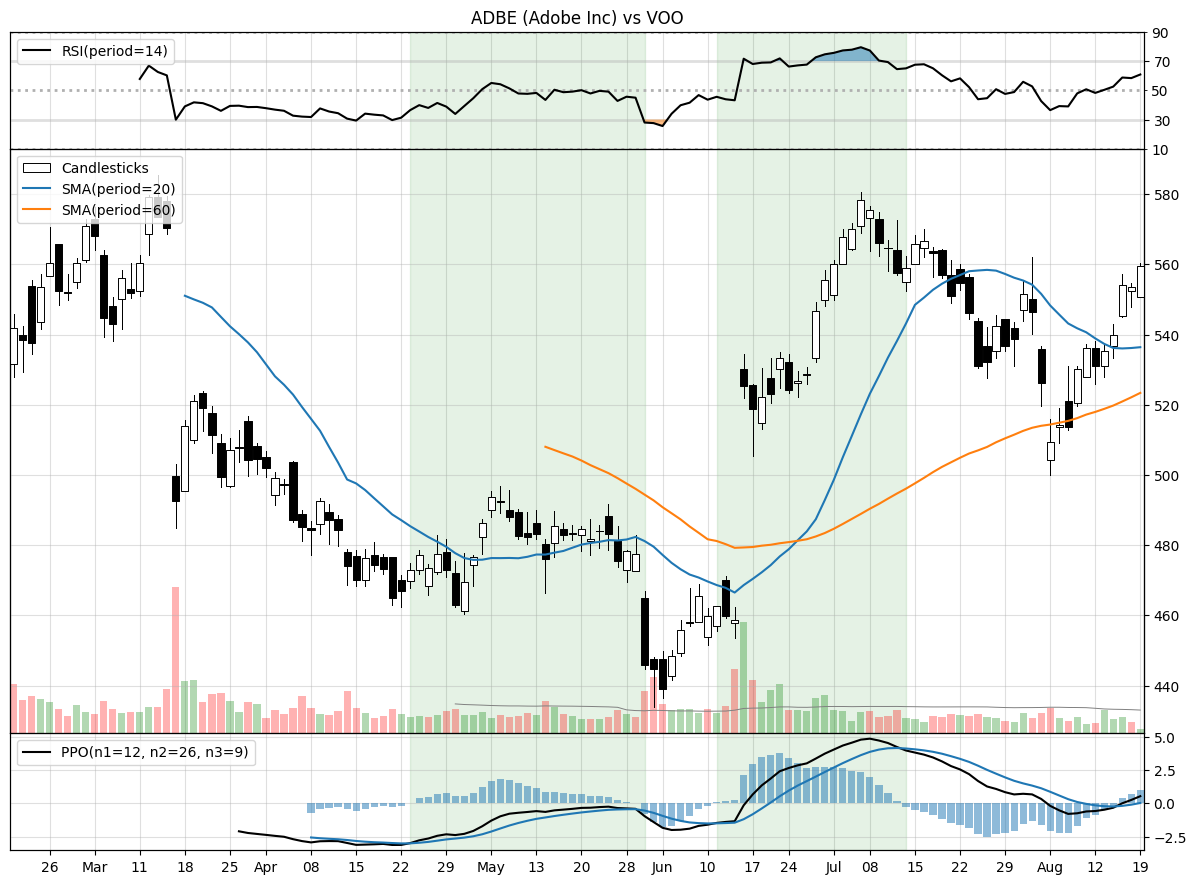 ADBE (Adobe Inc) vs VOO
RSI(period=14)
90
70
50
30
10
Candlesticks
SMA(period=20)
SMA(period=60)
580
560
540
520
500
480
460
440
PPO(n1=12, n2=26, n3=9)
5.0
2.5
0.0
−2.5
26 Mar 11 18 25 Apr 08 15 22 29 May 13 20 28 Jun 10 17 24 Jul 08 15 22 29 Aug 12 19